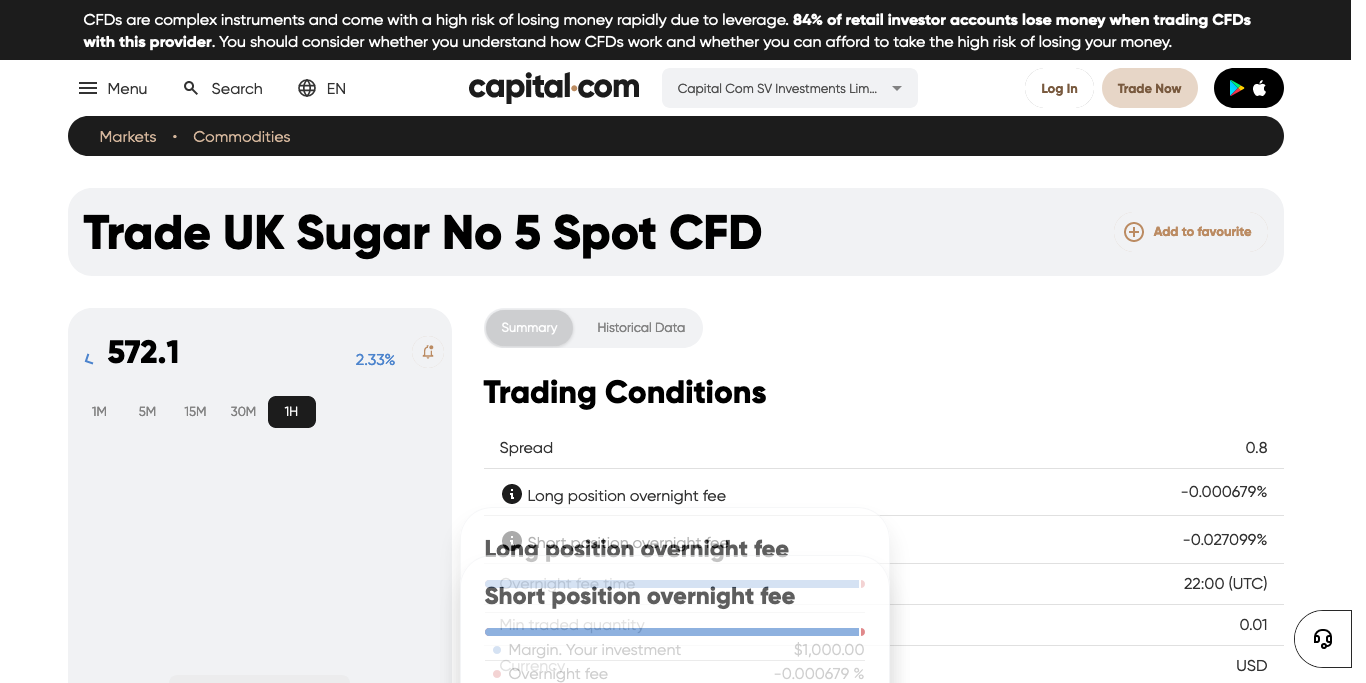 CFDs are complex instruments and come with a high risk of losing money rapidly due to leverage. 84% of retail investor accounts lose money when trading CFDs
with this provider. You should consider whether you understand how CFDs work and whether you can afford to take the high risk of losing your money.
Menu Search EN capital.com Capital Com SV Investments Lim... Log In Trade Now
Markets • Commodities
Trade UK Sugar No 5 Spot CFD
Add to favourite
572.1 2.33%
1M 5M 15M 30M 1H
Summary Historical Data
Trading Conditions
Spread 0.8
Long position overnight fee -0.000679%
Short position overnight fee -0.027099%
Long position overnight fee
Overnight fee time 22:00 (UTC)
Short position overnight fee
Min traded quantity 0.01
Margin. Your investment $1,000.00
Currency USD
Overnight fee -0.000679 %